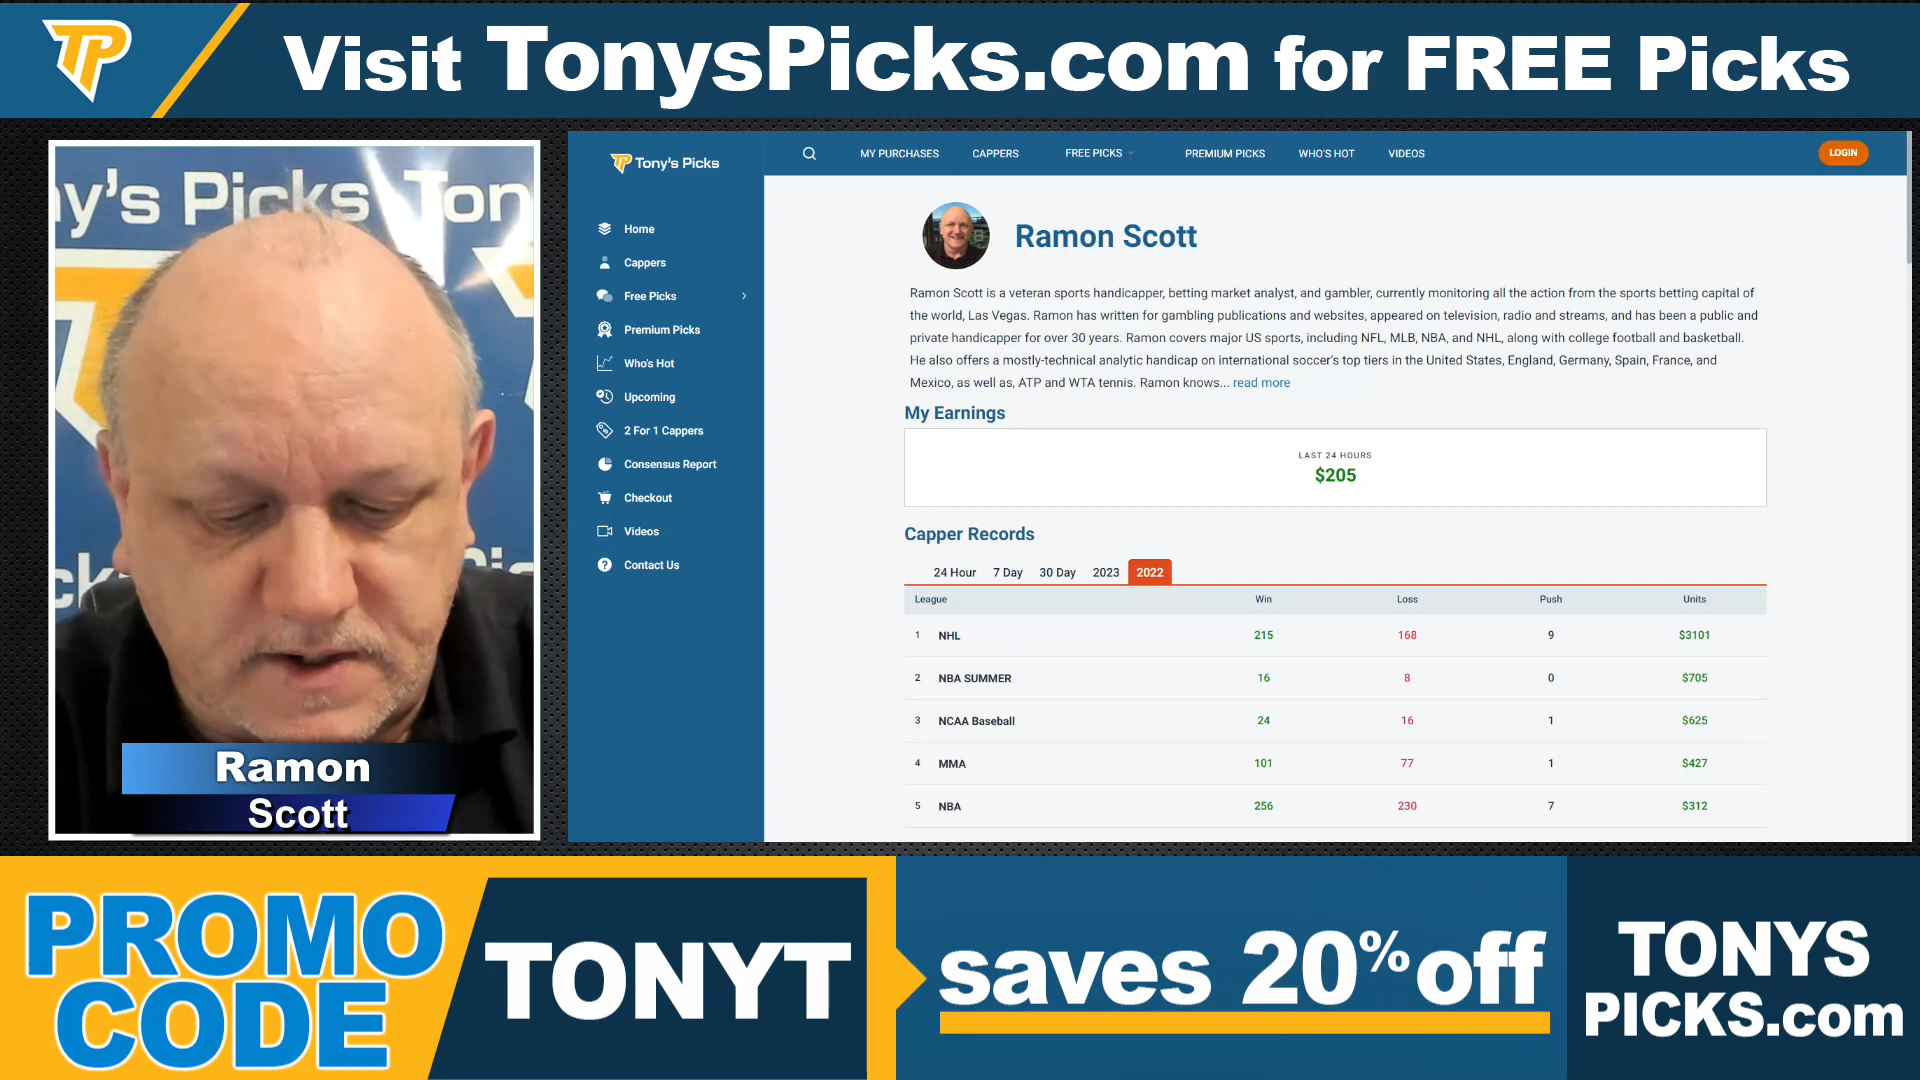 TP
Visit TonysPicks.com for FREE Picks
y's Picks Ton
Ramon
Scott
TP Tony's Picks
Home
Cappers
Free Picks
Premium Picks
Who's Hot
Upcoming
2 For 1 Cappers
Consensus Report
Checkout
Videos
Contact Us
MY PURCHASES CAPPERS FREE PICKS PREMIUM PICKS WHO'S HOT VIDEOS LOGIN
Ramon Scott
Ramon Scott is a veteran sports handicapper, betting market analyst, and gambler, currently monitoring all the action from the sports betting capital of
the world, Las Vegas. Ramon has written for gambling publications and websites, appeared on television, radio and streams, and has been a public and
private handicapper for over 30 years. Ramon covers major US sports, including NFL, MLB, NBA, and NHL, along with college football and basketball.
He also offers a mostly-technical analytic handicap on international soccer's top tiers in the United States, England, Germany, Spain, France, and
Mexico, as well as, ATP and WTA tennis. Ramon knows... read more
My Earnings
LAST 24 HOURS
$205
Capper Records
24 Hour 7 Day 30 Day 2023 2022
League Win Loss Push Units
1 NHL 215 168 9 $3101
2 NBA SUMMER 16 8 0 $705
3 NCAA Baseball 24 16 1 $625
4 MMA 101 77 1 $427
5 NBA 256 230 7 $312
PROMO
CODE
TONYT
saves 20% off
TONYS
PICKS.com